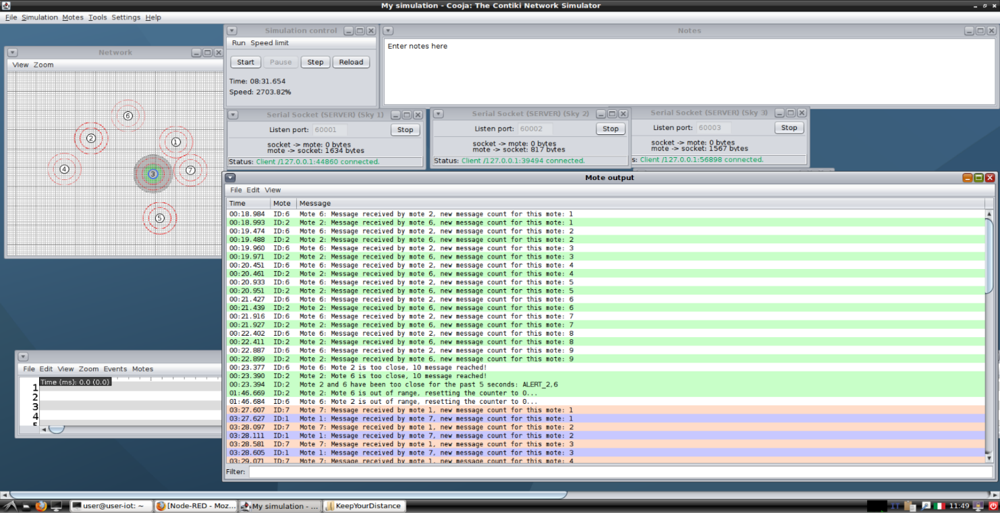 My simulation - Cooja: The Contiki Network Simulator
File Simulation Motes Tools Settings Help
Network
View Zoom
6
2
1
4
7
3
5
Simulation control
Run Speed limit
Start Pause Step Reload
Time: 08:31.654
Speed: 2703.82%
Notes
Enter notes here
Serial Socket (SERVER) (Sky 1)
Listen port: 60001 Stop
socket -> mote: 0 bytes
mote -> socket: 1634 bytes
Status: Client /127.0.0.1:44860 connected.
Serial Socket (SERVER) (Sky 2)
Listen port: 60002 Stop
socket -> mote: 0 bytes
mote -> socket: 817 bytes
Status: Client /127.0.0.1:39494 connected.
Serial Socket (SERVER) (Sky 3)
Listen port: 60003 Stop
socket -> mote: 0 bytes
mote -> socket: 1567 bytes
s: Client /127.0.0.1:56898 connected.
Mote output
File Edit View
Time Mote Message
00:18.984 ID:6 Mote 6: Message received by mote 2, new message count for this mote: 1
00:18.993 ID:2 Mote 2: Message received by mote 6, new message count for this mote: 1
00:19.474 ID:6 Mote 6: Message received by mote 2, new message count for this mote: 2
00:19.488 ID:2 Mote 2: Message received by mote 6, new message count for this mote: 2
00:19.960 ID:6 Mote 6: Message received by mote 2, new message count for this mote: 3
00:19.971 ID:2 Mote 2: Message received by mote 6, new message count for this mote: 3
00:20.451 ID:6 Mote 6: Message received by mote 2, new message count for this mote: 4
00:20.461 ID:2 Mote 2: Message received by mote 6, new message count for this mote: 4
00:20.933 ID:6 Mote 6: Message received by mote 2, new message count for this mote: 5
00:20.951 ID:2 Mote 2: Message received by mote 6, new message count for this mote: 5
00:21.427 ID:6 Mote 6: Message received by mote 2, new message count for this mote: 6
00:21.439 ID:2 Mote 2: Message received by mote 6, new message count for this mote: 6
00:21.916 ID:6 Mote 6: Message received by mote 2, new message count for this mote: 7
00:21.927 ID:2 Mote 2: Message received by mote 6, new message count for this mote: 7
00:22.402 ID:6 Mote 6: Message received by mote 2, new message count for this mote: 8
00:22.411 ID:2 Mote 2: Message received by mote 6, new message count for this mote: 8
00:22.887 ID:6 Mote 6: Message received by mote 2, new message count for this mote: 9
00:22.899 ID:2 Mote 2: Message received by mote 6, new message count for this mote: 9
00:23.377 ID:6 Mote 6: Mote 2 is too close, 10 message reached!
00:23.390 ID:2 Mote 2: Mote 6 is too close, 10 message reached!
00:23.394 ID:2 Mote 2 and 6 have been too close for the past 5 seconds: ALERT_2,6
01:46.669 ID:2 Mote 2: Mote 6 is out of range, resetting the counter to 0...
01:46.684 ID:6 Mote 6: Mote 2 is out of range, resetting the counter to 0...
03:27.607 ID:7 Mote 7: Message received by mote 1, new message count for this mote: 1
03:27.627 ID:1 Mote 1: Message received by mote 7, new message count for this mote: 1
03:28.097 ID:7 Mote 7: Message received by mote 1, new message count for this mote: 2
03:28.111 ID:1 Mote 1: Message received by mote 7, new message count for this mote: 2
03:28.581 ID:7 Mote 7: Message received by mote 1, new message count for this mote: 3
03:28.605 ID:1 Mote 1: Message received by mote 7, new message count for this mote: 3
03:29.071 ID:7 Mote 7: Message received by mote 1, new message count for this mote: 4
Filter:
File Edit View Zoom Events Motes
Time (ms): 0.0 (0.0)
1
2
3
4
5
user@user-iot: ~
[Node-RED - Moz...
My simulation - ...
KeepYourDistance
IT
11:49